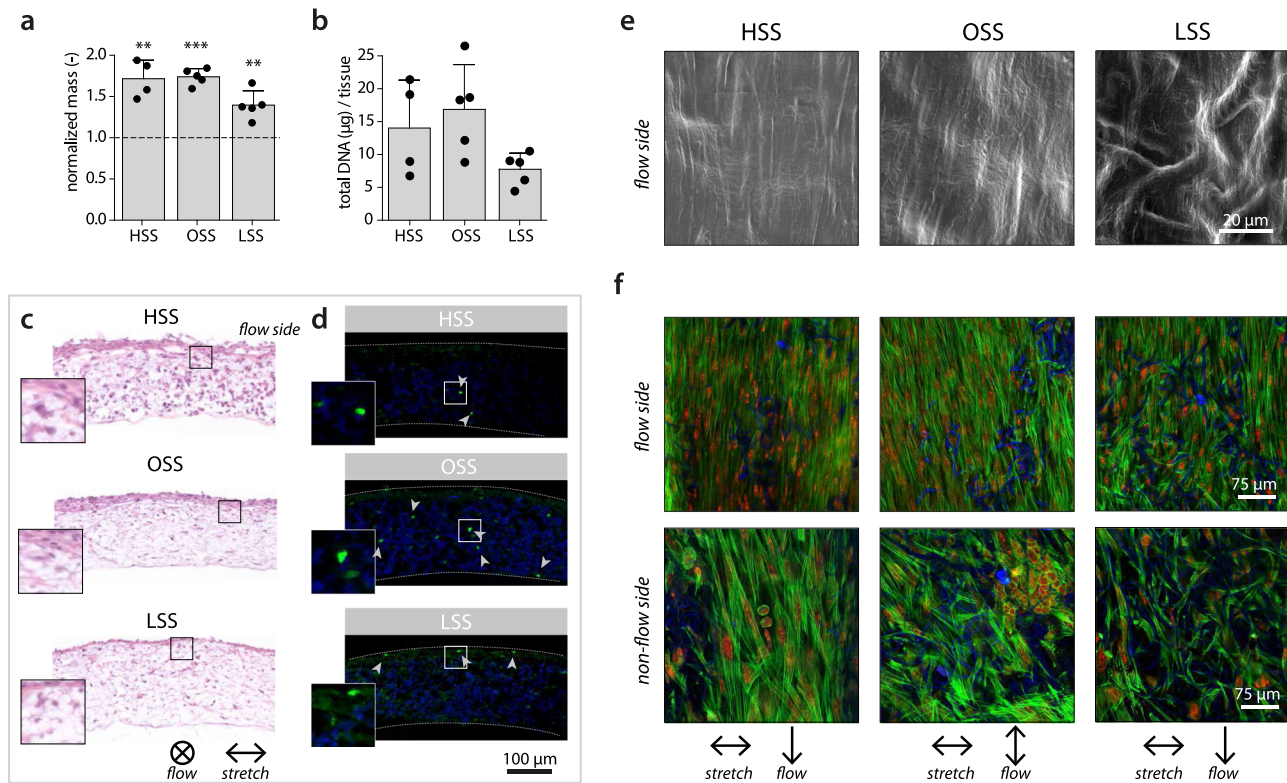 a
normalized mass (-)
2.0
1.5
1.0
0.5
0.0
**
***
**
HSS
OSS
LSS
b
total DNA (μg) / tissue
25
20
15
10
5
0
HSS
OSS
LSS
c
HSS
flow side
OSS
LSS
flow
stretch
d
HSS
OSS
LSS
100 μm
e
HSS
OSS
LSS
flow side
20 μm
f
flow side
75 μm
non-flow side
75 μm
stretch
flow
stretch
flow
stretch
flow